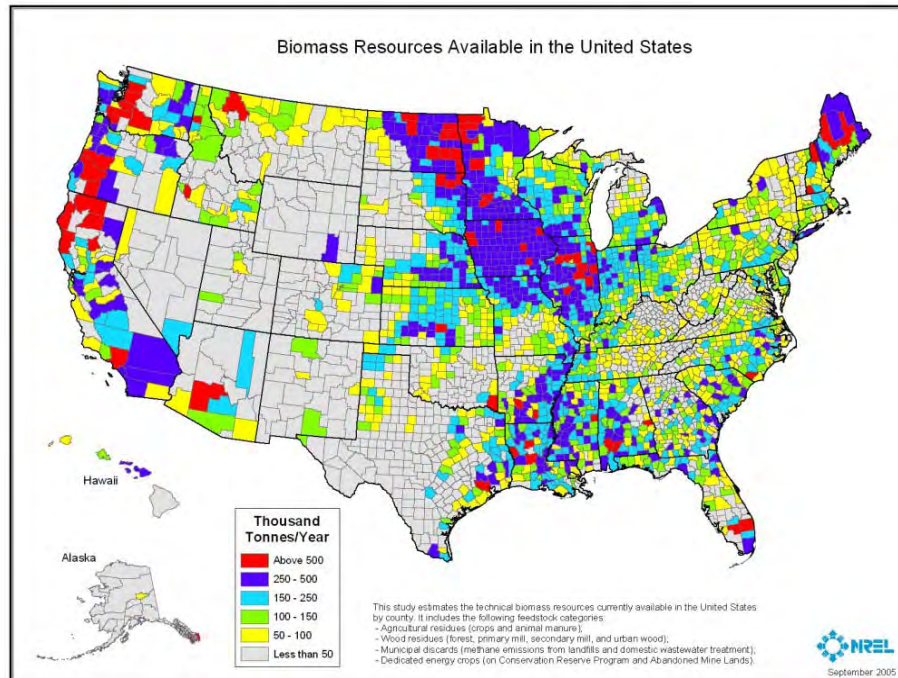 Biomass Resources Available in the United States
Hawaii
Alaska
Thousand
Tonnes/Year
Above 500
250 - 500
150 - 250
100 - 150
50 - 100
Less than 50
This study estimates the technical biomass resources currently available in the United States
by county. It includes the following feedstock categories:
- Agricultural residues (crops and animal manure);
- Wood residues (forest, primary mill, secondary mill, and urban wood);
- Municipal discards (methane emissions from landfills and domestic wastewater treatment);
- Dedicated energy crops (on Conservation Reserve Program and Abandoned Mine Lands).
NREL
September 2005